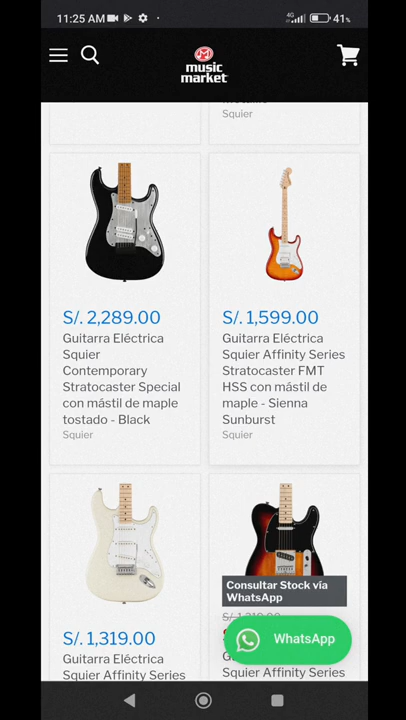 11:25 AM
4G
41%
music
market
Squier
S/. 2,289.00
Guitarra Eléctrica
Squier
Contemporary
Stratocaster Special
con mástil de maple
tostado - Black
Squier
S/. 1,599.00
Guitarra Eléctrica
Squier Affinity Series
Stratocaster FMT
HSS con mástil de
maple - Sienna
Sunburst
Squier
S/. 1,319.00
Guitarra Eléctrica
Squier Affinity Series
Consultar Stock vía
WhatsApp
WhatsApp
Squier Affinity Series